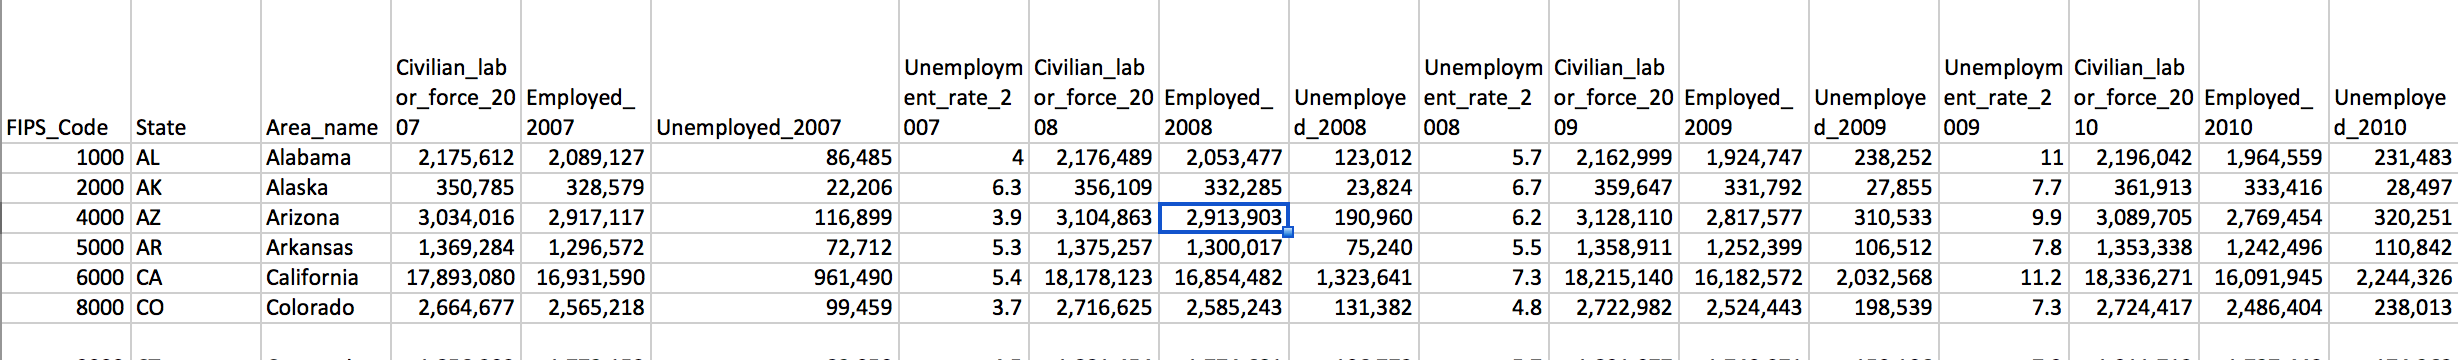 FIPS_Code State Area_name Civilian_labor_force_2007 Employed_2007 Unemployed_2007 Unemployment_rate_2007 Civilian_labor_force_2008 Employed_2008 Unemployed_2008 Unemployment_rate_2008 Civilian_labor_force_2009 Employed_2009 Unemployed_2009 Unemployment_rate_2009 Civilian_labor_force_2010 Employed_2010 Unemployed_2010
1000 AL Alabama 2,175,612 2,089,127 86,485 4 2,176,489 2,053,477 123,012 5.7 2,162,999 1,924,747 238,252 11 2,196,042 1,964,559 231,483
2000 AK Alaska 350,785 328,579 22,206 6.3 356,109 332,285 23,824 6.7 359,647 331,792 27,855 7.7 361,913 333,416 28,497
4000 AZ Arizona 3,034,016 2,917,117 116,899 3.9 3,104,863 2,913,903 190,960 6.2 3,128,110 2,817,577 310,533 9.9 3,089,705 2,769,454 320,251
5000 AR Arkansas 1,369,284 1,296,572 72,712 5.3 1,375,257 1,300,017 75,240 5.5 1,358,911 1,252,399 106,512 7.8 1,353,338 1,242,496 110,842
6000 CA California 17,893,080 16,931,590 961,490 5.4 18,178,123 16,854,482 1,323,641 7.3 18,215,140 16,182,572 2,032,568 11.2 18,336,271 16,091,945 2,244,326
8000 CO Colorado 2,664,677 2,565,218 99,459 3.7 2,716,625 2,585,243 131,382 4.8 2,722,982 2,524,443 198,539 7.3 2,724,417 2,486,404 238,013